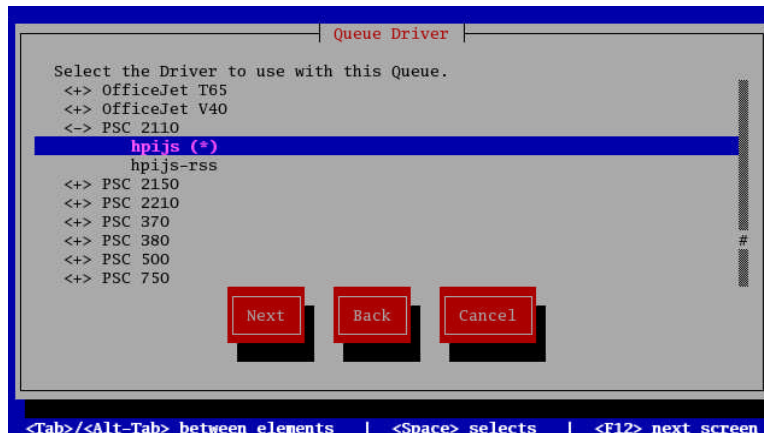 Queue Driver
Select the Driver to use with this Queue.
<+> OfficeJet T65
<+> OfficeJet V40
<-> PSC 2110
hpijs (*)
hpijs-rss
<+> PSC 2150
<+> PSC 2210
<+> PSC 370
<+> PSC 380
#
<+> PSC 500
<+> PSC 750
Next Back Cancel
<Tab>/<Alt-Tab> between elements | <Space> selects | <F12> next screen